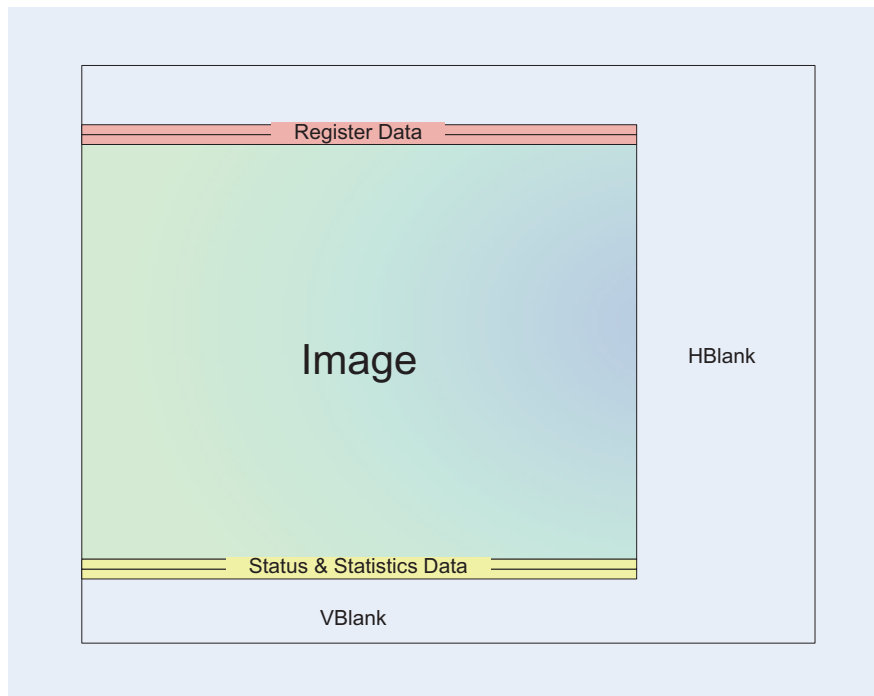 Register Data
Image
HBlank
Status & Statistics Data
VBlank